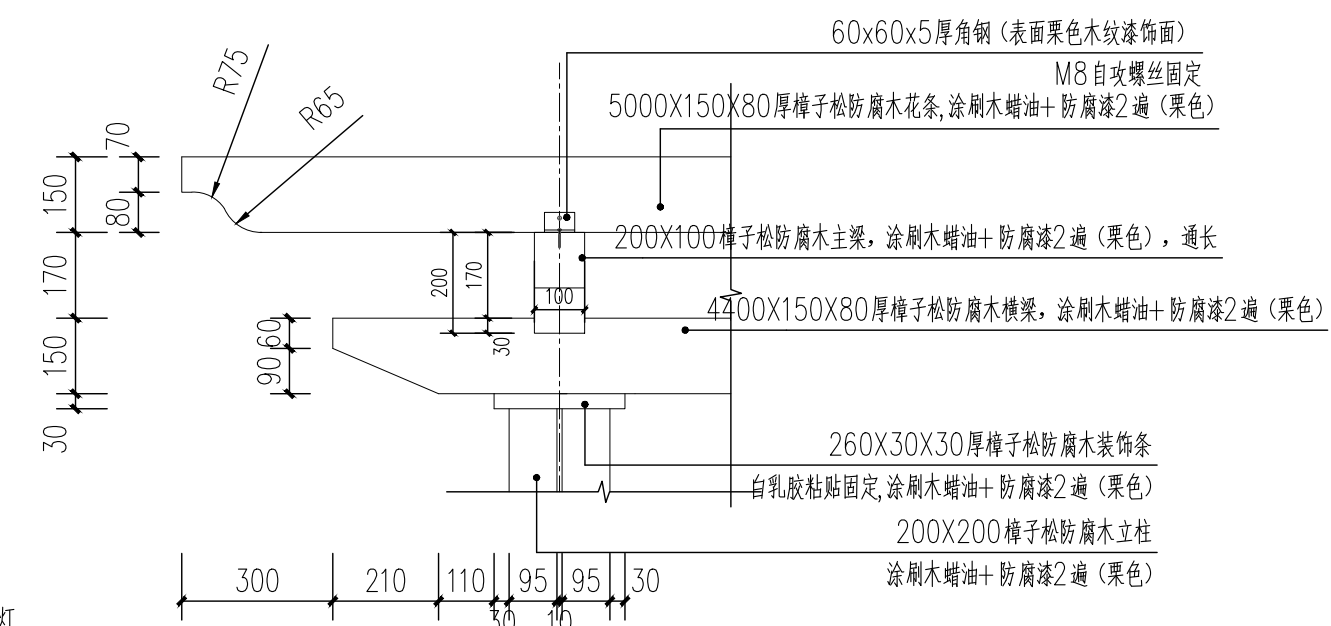 60x60x5厚角钢（表面栗色木纹漆饰面）
M8自攻螺丝固定
5000X150X80厚樟子松防腐木花条,涂刷木蜡油+防腐漆2遍（栗色）
R75
R65
70
150
80
200X100樟子松防腐木主梁，涂刷木蜡油+防腐漆2遍（栗色），通长
170
200
170
100
4400X150X80厚樟子松防腐木横梁，涂刷木蜡油+防腐漆2遍（栗色）
60
30
150
90
30
260X30X30厚樟子松防腐木装饰条
白乳胶粘贴固定,涂刷木蜡油+防腐漆2遍（栗色）
200X200樟子松防腐木立柱
涂刷木蜡油+防腐漆2遍（栗色）
300
210
110
95
95
30
30
10
灯